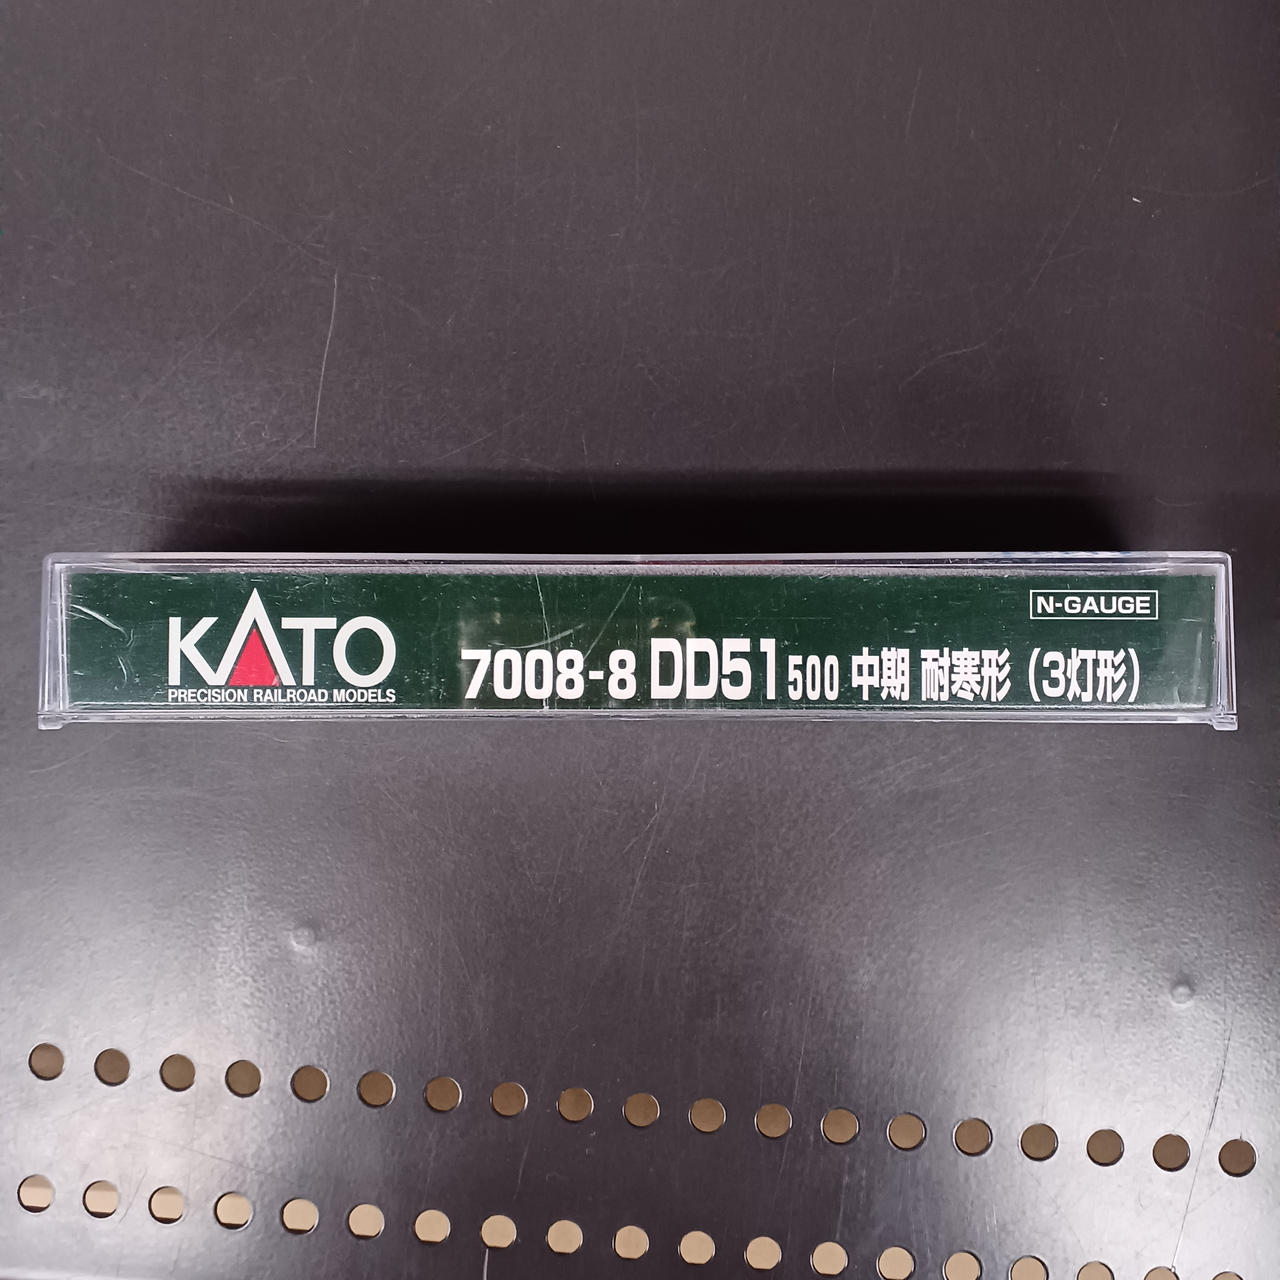 N-GAUGE
KATO
PRECISION RAILROAD MODELS
7008-8 DD51 500 中期 耐寒形 (3灯形)